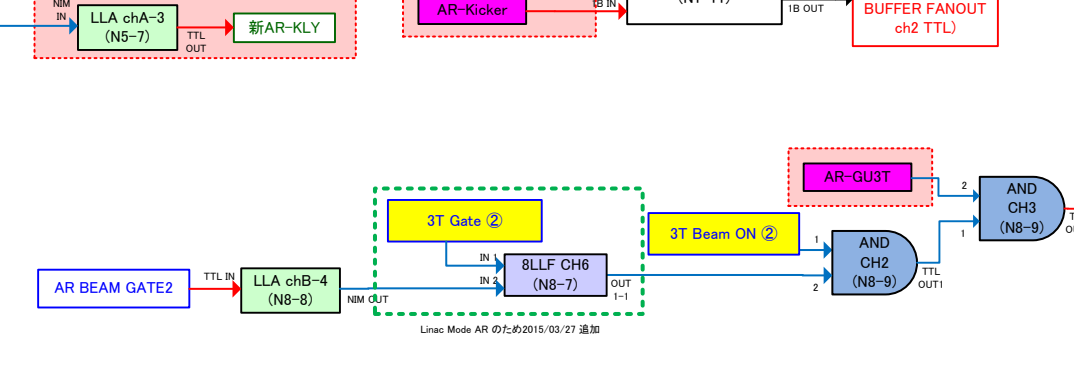 NIM
IN
LLA chA-3
(N5-7)
TTL
OUT
新AR-KLY
AR-Kicker
1B OUT
BUFFER FANOUT
ch2 TTL)
AR-GU3T
2
1
AND
CH3
(N8-9)
3T Gate ②
3T Beam ON ②
1
2
AND
CH2
(N8-9)
TTL
OUT1
IN 1
IN 2
8LLF CH6
(N8-7)
OUT
1-1
AR BEAM GATE2
TTL IN
LLA chB-4
(N8-8)
NIM OUT
Linac Mode AR のため2015/03/27 追加